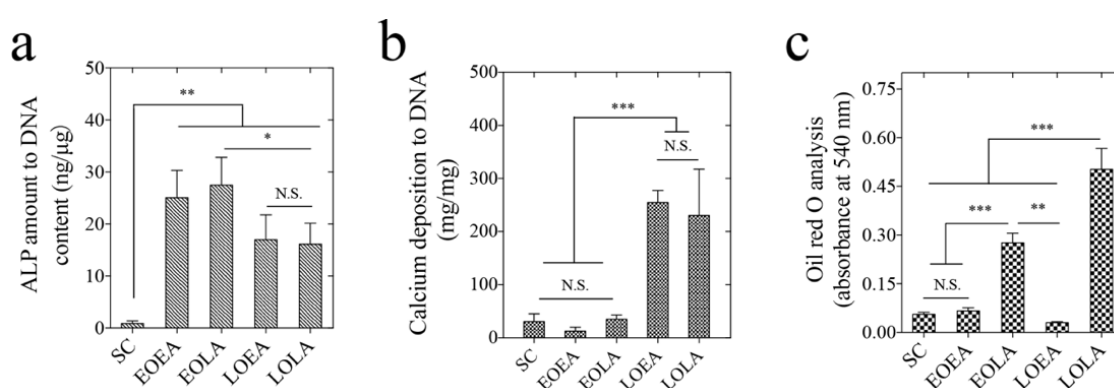 a
ALP amount to DNA
content (ng/μg)
50
40
30
20
10
0
**
*
N.S.
SC
EOEA
EOLA
LOEA
LOLA
b
Calcium deposition to DNA
(mg/mg)
500
400
300
200
100
0
***
N.S.
N.S.
SC
EOEA
EOLA
LOEA
LOLA
c
Oil red O analysis
(absorbance at 540 nm)
0.60
0.45
0.30
0.15
0.00
***
***
**
N.S.
SC
EOEA
EOLA
LOEA
LOLA